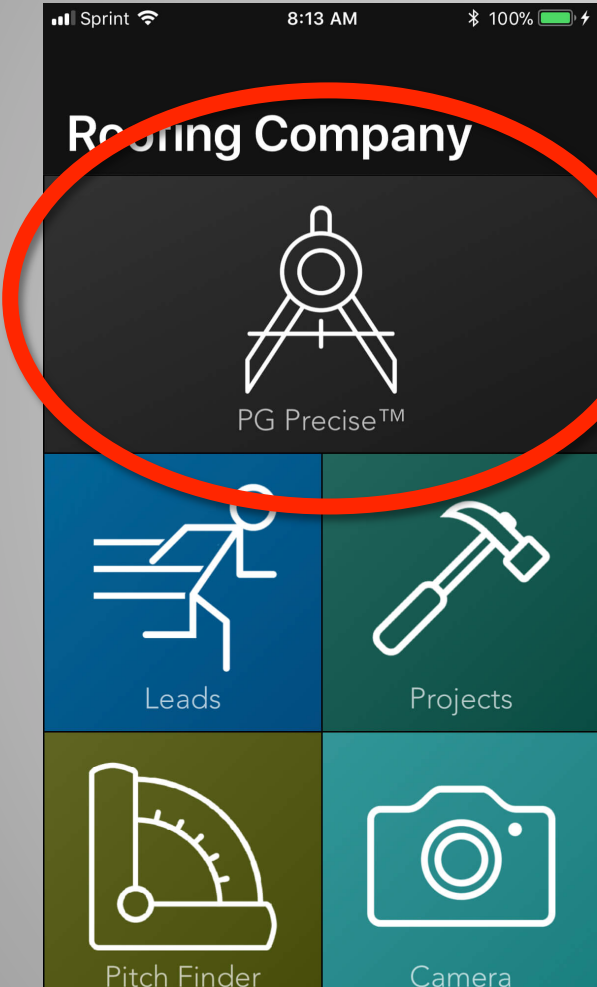 Sprint 8:13 AM 100%
Roofing Company
PG Precise™
Leads Projects
Pitch Finder Camera